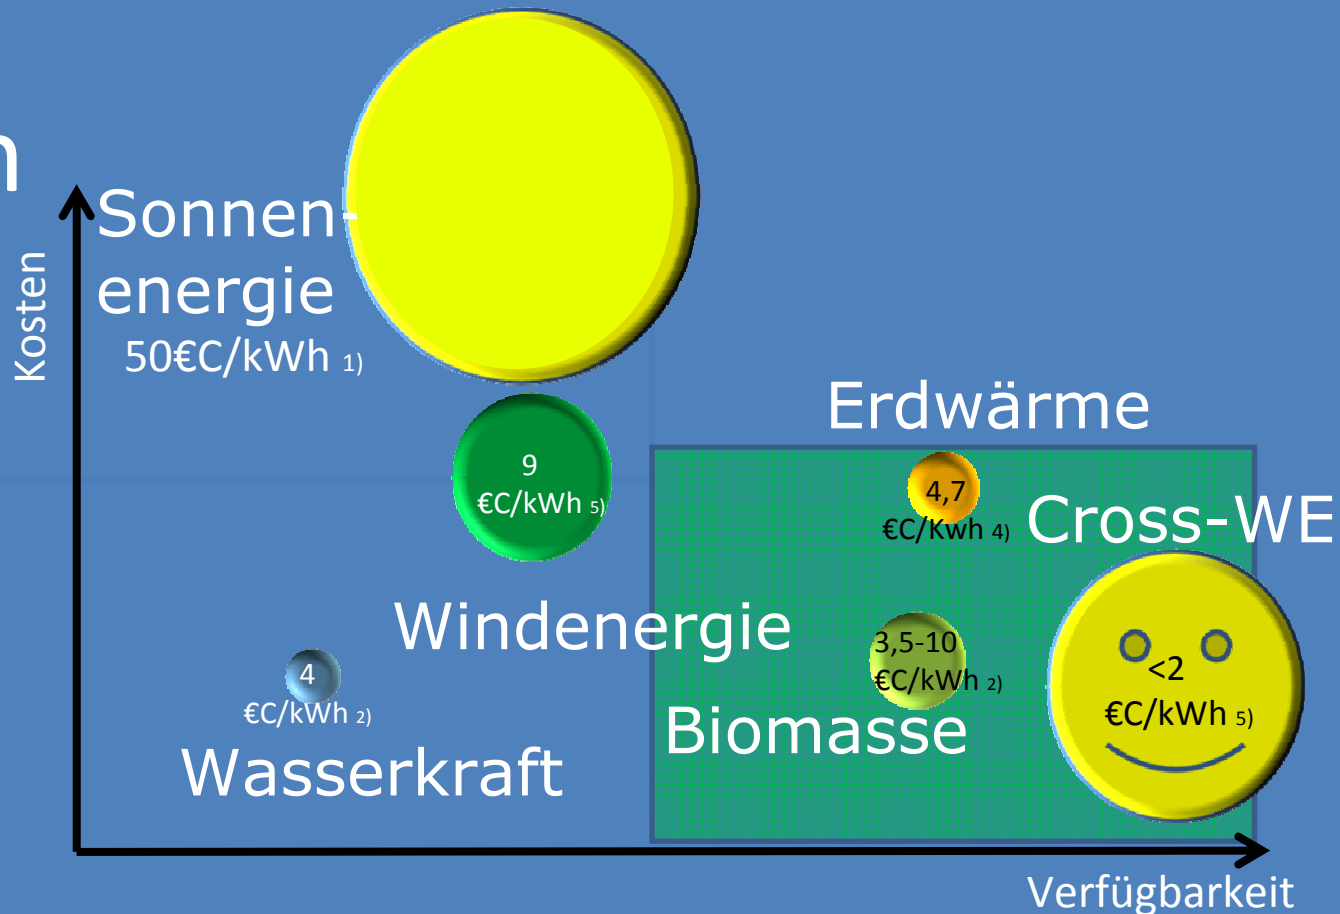 n
Sonnen-
energie
50€C/kWh 1)
Kosten
9
€C/kWh 5)
Erdwärme
4,7
€C/Kwh 4)
Cross-WE
Windenergie
3,5-10
€C/kWh 2)
<2
€C/kWh 5)
4
€C/kWh 2)
Biomasse
Wasserkraft
Verfügbarkeit